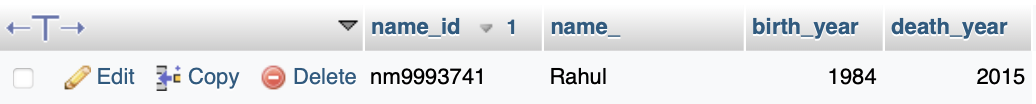 ←T→ name_id 1 name_ birth_year death_year
Edit Copy Delete nm9993741 Rahul 1984 2015